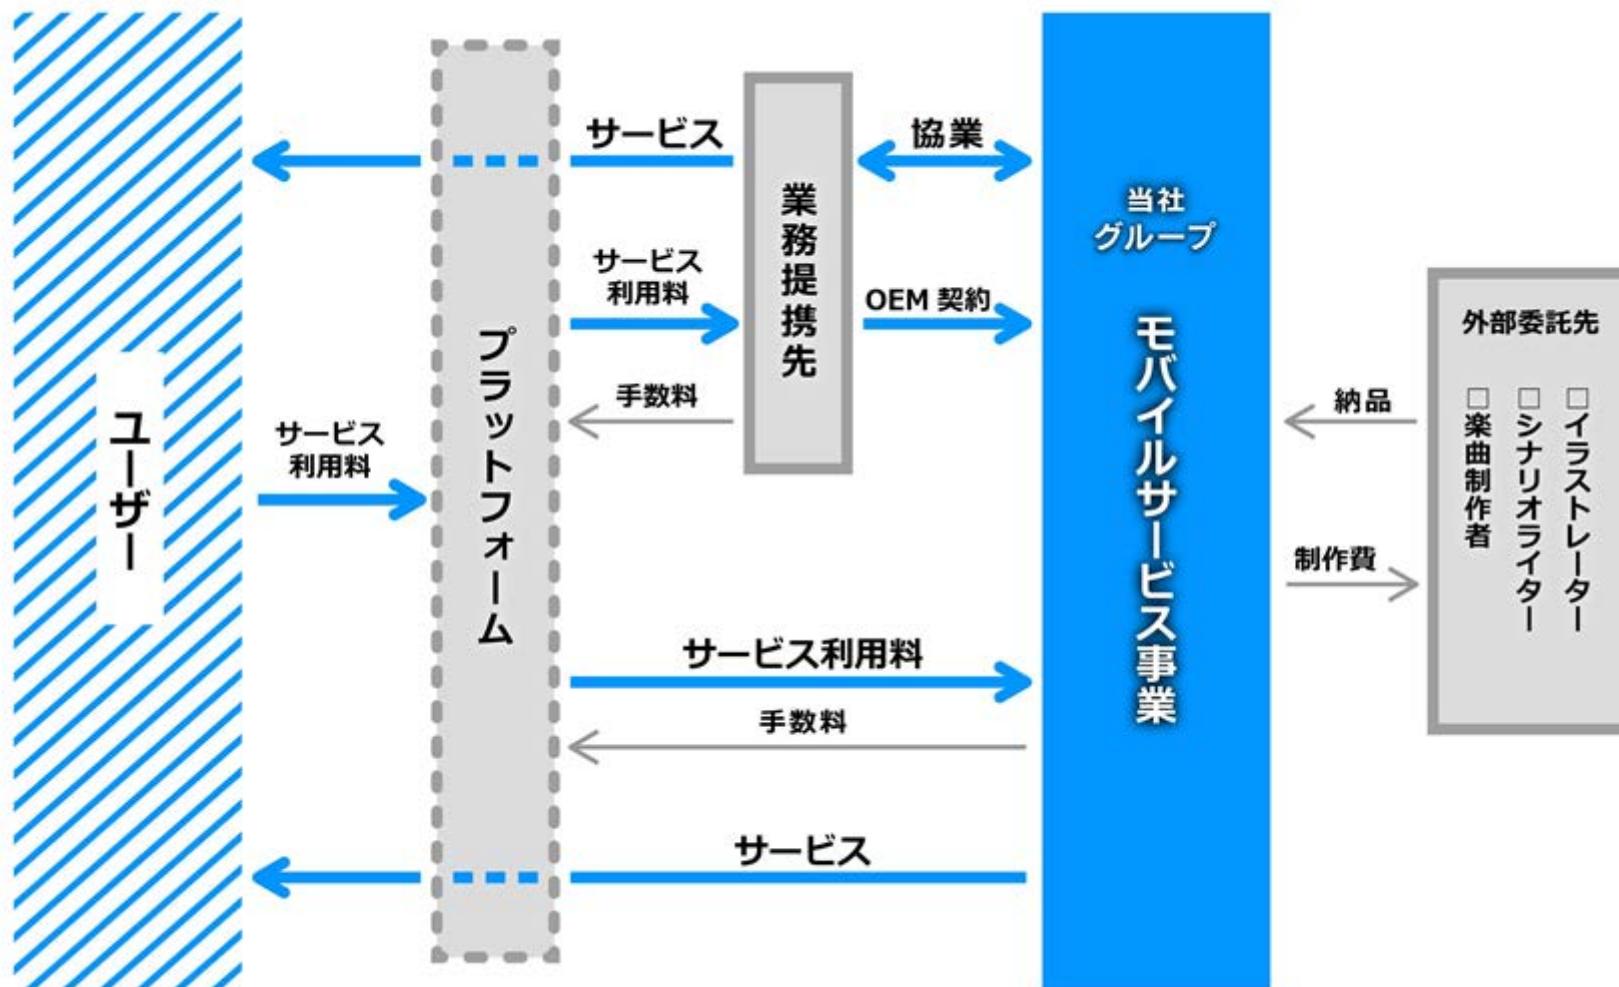 ユーザー
サービス
利用料
プラットフォーム
サービス
サービス
利用料
手数料
業務提携先
協業
OEM 契約
サービス利用料
手数料
サービス
当社
グループ
モバイルサービス事業
納品
制作費
外部委託先
□イラストレーター
□シナリオライター
□楽曲制作者